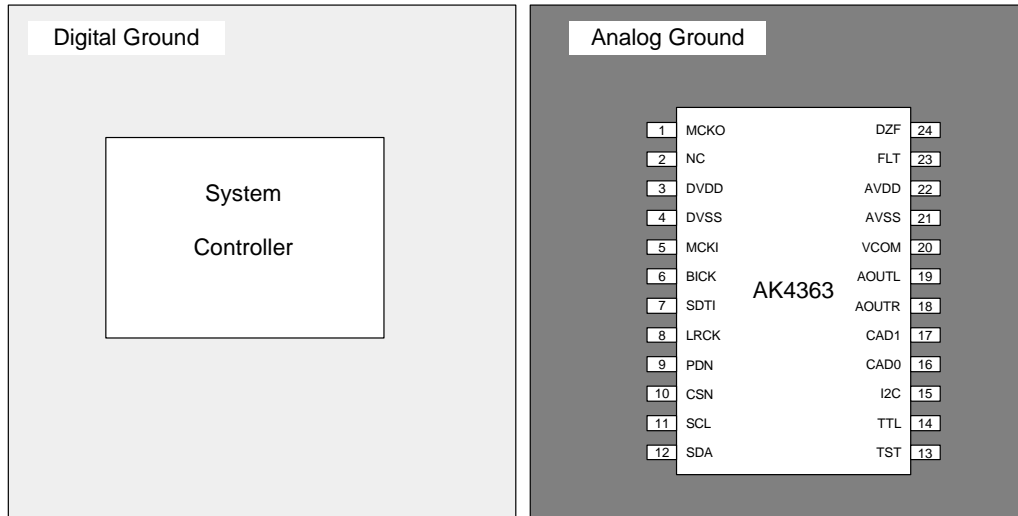 Digital Ground
Analog Ground
System
Controller
AK4363
1 MCKO
2 NC
3 DVDD
4 DVSS
5 MCKI
6 BICK
7 SDTI
8 LRCK
9 PDN
10 CSN
11 SCL
12 SDA
DZF 24
FLT 23
AVDD 22
AVSS 21
VCOM 20
AOUTL 19
AOUTR 18
CAD1 17
CAD0 16
I2C 15
TTL 14
TST 13